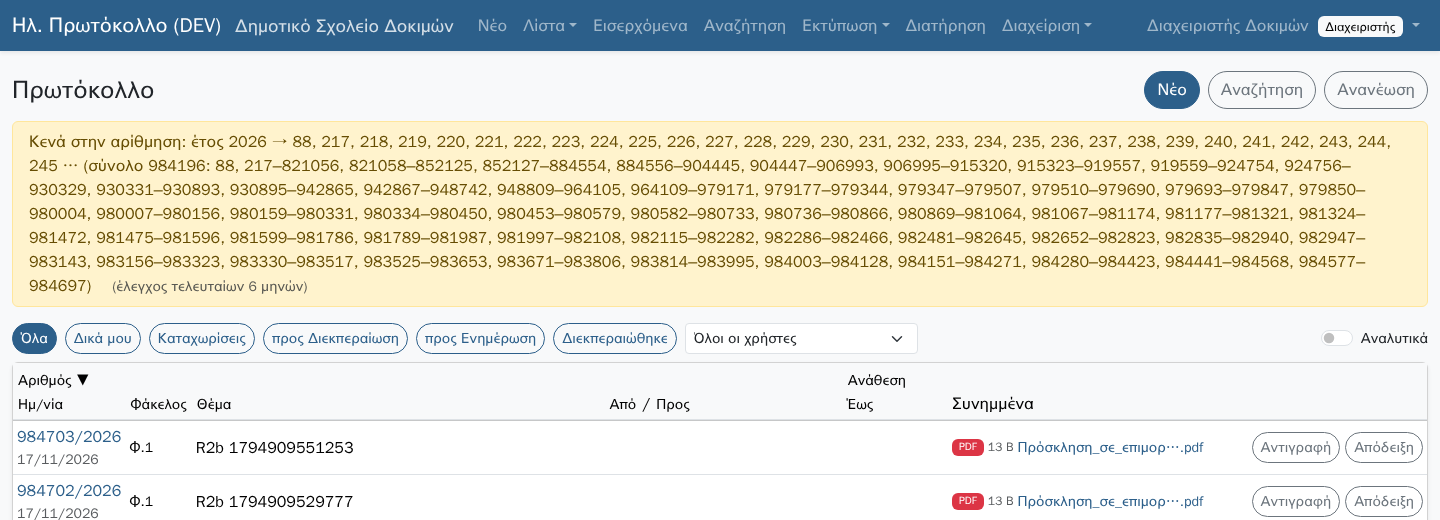 Ηλ. Πρωτόκολλο (DEV) Δημοτικό Σχολείο Δοκιμών Νέο Λίστα Εισερχόμενα Αναζήτηση Εκτύπωση Διατήρηση Διαχείριση Διαχειριστής Δοκιμών Διαχειριστής
Πρωτόκολλο Νέο Αναζήτηση Ανανέωση
Κενά στην αρίθμηση: έτος 2026 → 88, 217, 218, 219, 220, 221, 222, 223, 224, 225, 226, 227, 228, 229, 230, 231, 232, 233, 234, 235, 236, 237, 238, 239, 240, 241, 242, 243, 244,
245 … (σύνολο 984196: 88, 217–821056, 821058–852125, 852127–884554, 884556–904445, 904447–906993, 906995–915320, 915323–919557, 919559–924754, 924756–
930329, 930331–930893, 930895–942865, 942867–948742, 948809–964105, 964109–979171, 979177–979344, 979347–979507, 979510–979690, 979693–979847, 979850–
980004, 980007–980156, 980159–980331, 980334–980450, 980453–980579, 980582–980733, 980736–980866, 980869–981064, 981067–981174, 981177–981321, 981324–
981472, 981475–981596, 981599–981786, 981789–981987, 981997–982108, 982115–982282, 982286–982466, 982481–982645, 982652–982823, 982835–982940, 982947–
983143, 983156–983323, 983330–983517, 983525–983653, 983671–983806, 983814–983995, 984003–984128, 984151–984271, 984280–984423, 984441–984568, 984577–
984697) (έλεγχος τελευταίων 6 μηνών)
Όλα Δικά μου Καταχωρίσεις προς Διεκπεραίωση προς Ενημέρωση Διεκπεραιώθηκε Όλοι οι χρήστες Αναλυτικά
Αριθμός ▼ Ανάθεση
Ημ/νία Φάκελος Θέμα Από / Προς Έως Συνημμένα
984703/2026 Φ.1 R2b 1794909551253 PDF 13 B Πρόσκληση_σε_επιμορ….pdf Αντιγραφή Απόδειξη
17/11/2026
984702/2026 Φ.1 R2b 1794909529777 PDF 13 B Πρόσκληση_σε_επιμορ….pdf Αντιγραφή Απόδειξη
17/11/2026